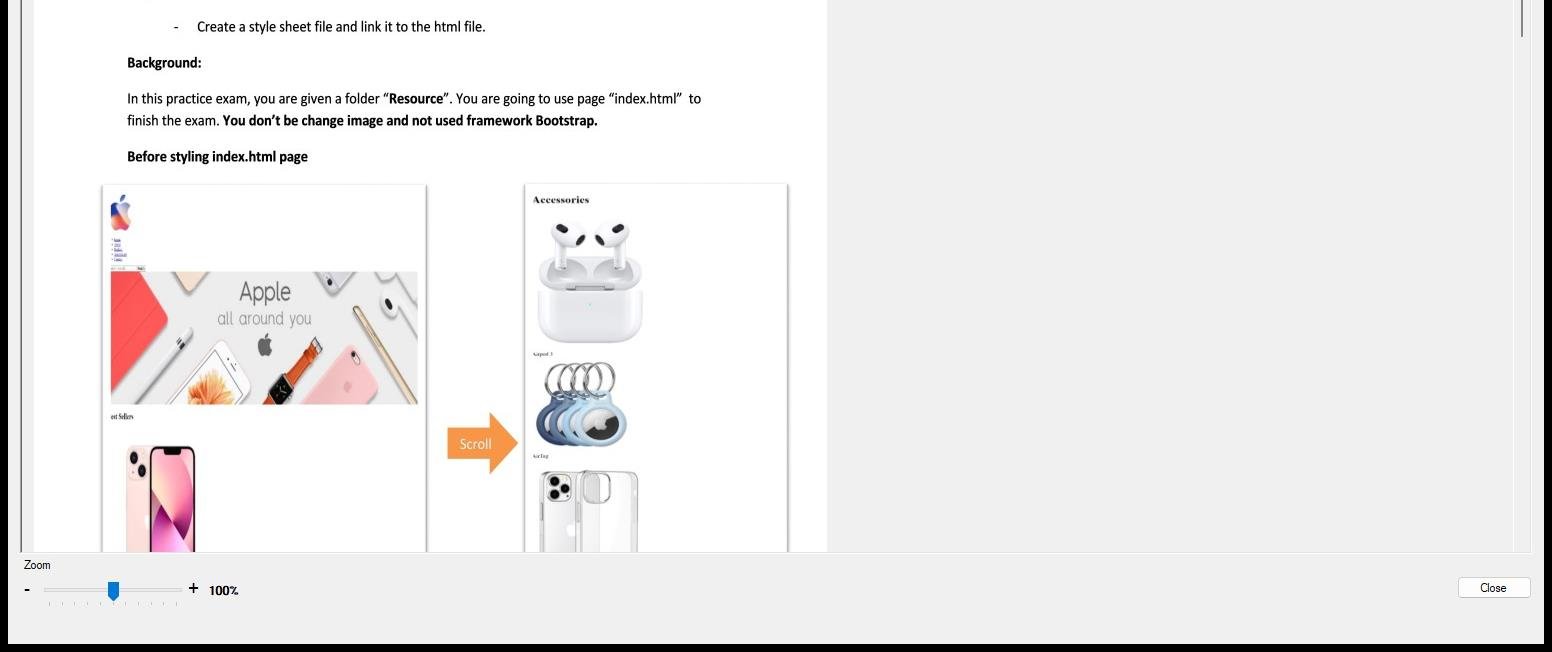 - Create a style sheet file and link it to the html file.
Background:
In this practice exam, you are given a folder “Resource”. You are going to use page “index.html” to
finish the exam. You don’t be change image and not used framework Bootstrap.
Before styling index.html page
Apple
all around you
est Sellers
Scroll
Accessories
Airpod 3
AirTag
Zoom
- + 100%
Close